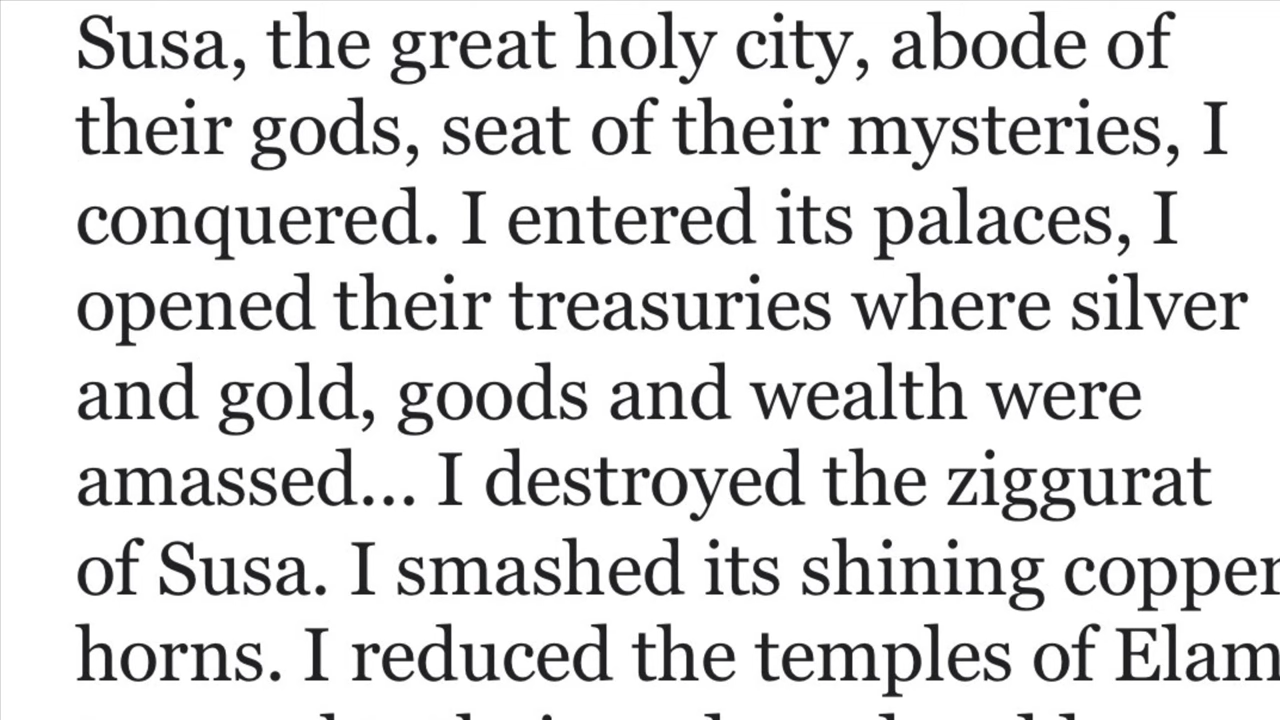 Susa, the great holy city, abode of
their gods, seat of their mysteries, I
conquered. I entered its palaces, I
opened their treasuries where silver
and gold, goods and wealth were
amassed... I destroyed the ziggurat
of Susa. I smashed its shining copper
horns. I reduced the temples of Elam